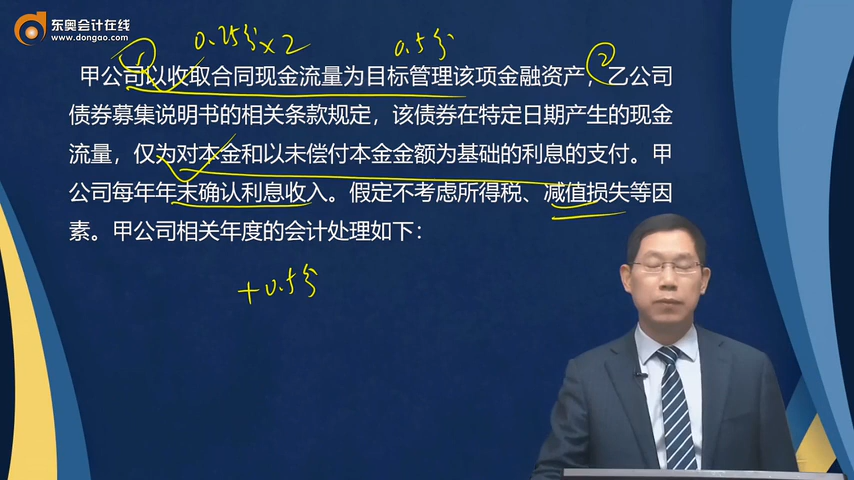 东奥会计在线
www.dongao.com
0.25分×2
0.5分
① ②
甲公司以收取合同现金流量为目标管理该项金融资产，乙公司
债券募集说明书的相关条款规定，该债券在特定日期产生的现金
流量，仅为对本金和以未偿付本金金额为基础的利息的支付。甲
公司每年年末确认利息收入。假定不考虑所得税、减值损失等因
素。甲公司相关年度的会计处理如下：
+0.5分